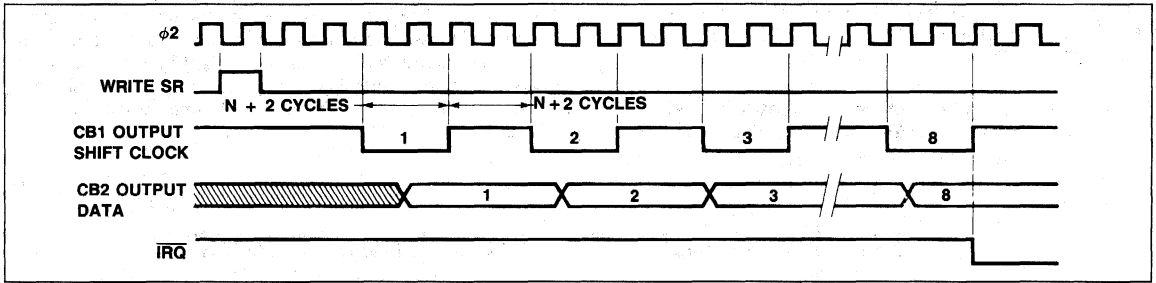 ϕ2
WRITE SR
N + 2 CYCLES N+2 CYCLES
CB1 OUTPUT
SHIFT CLOCK
1 2 3 8
CB2 OUTPUT
DATA
1 2 3 8
IRQ